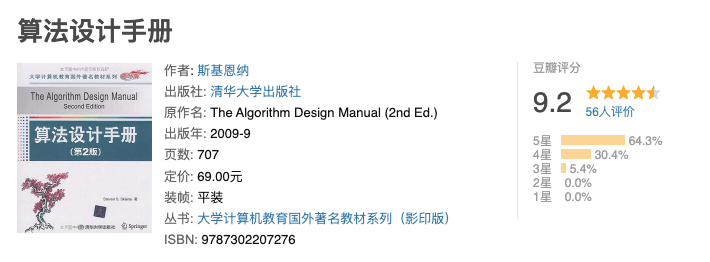 算法设计手册
大学计算机教育国外著名教材系列
The Algorithm Design Manual
Second Edition
算法设计手册
（第2版）
Steven S. Skiena 著
清华大学出版社
Springer
作者: 斯基恩纳
出版社: 清华大学出版社
原作名: The Algorithm Design Manual (2nd Ed.)
出版年: 2009-9
页数: 707
定价: 69.00元
装帧: 平装
丛书: 大学计算机教育国外著名教材系列（影印版）
ISBN: 9787302207276
豆瓣评分
9.2
56人评价
5星 64.3%
4星 30.4%
3星 5.4%
2星 0.0%
1星 0.0%